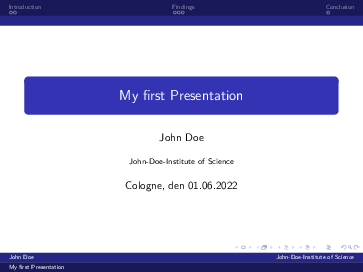 Introduction Findings Conclusion
My first Presentation
John Doe
John-Doe-Institute of Science
Cologne, den 01.06.2022
John Doe John-Doe-Institute of Science
My first Presentation